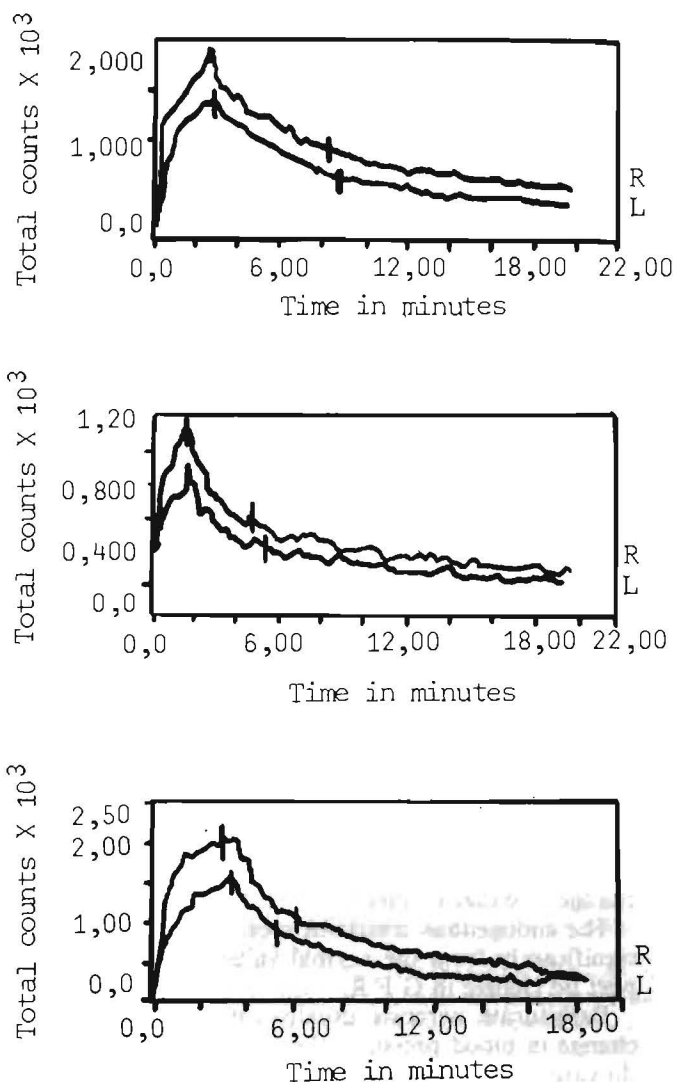 Total counts X 10³
2,000
1,000
0,0
R
L
0,0 6,00 12,00 18,00 22,00
Time in minutes
Total counts X 10³
1,20
0,800
0,400
0,0
R
L
0,0 6,00 12,00 18,00 22,00
Time in minutes
Total counts X 10³
2,50
2,00
1,00
0,0
R
L
0,0 6,00 12,00 18,00
Time in minutes